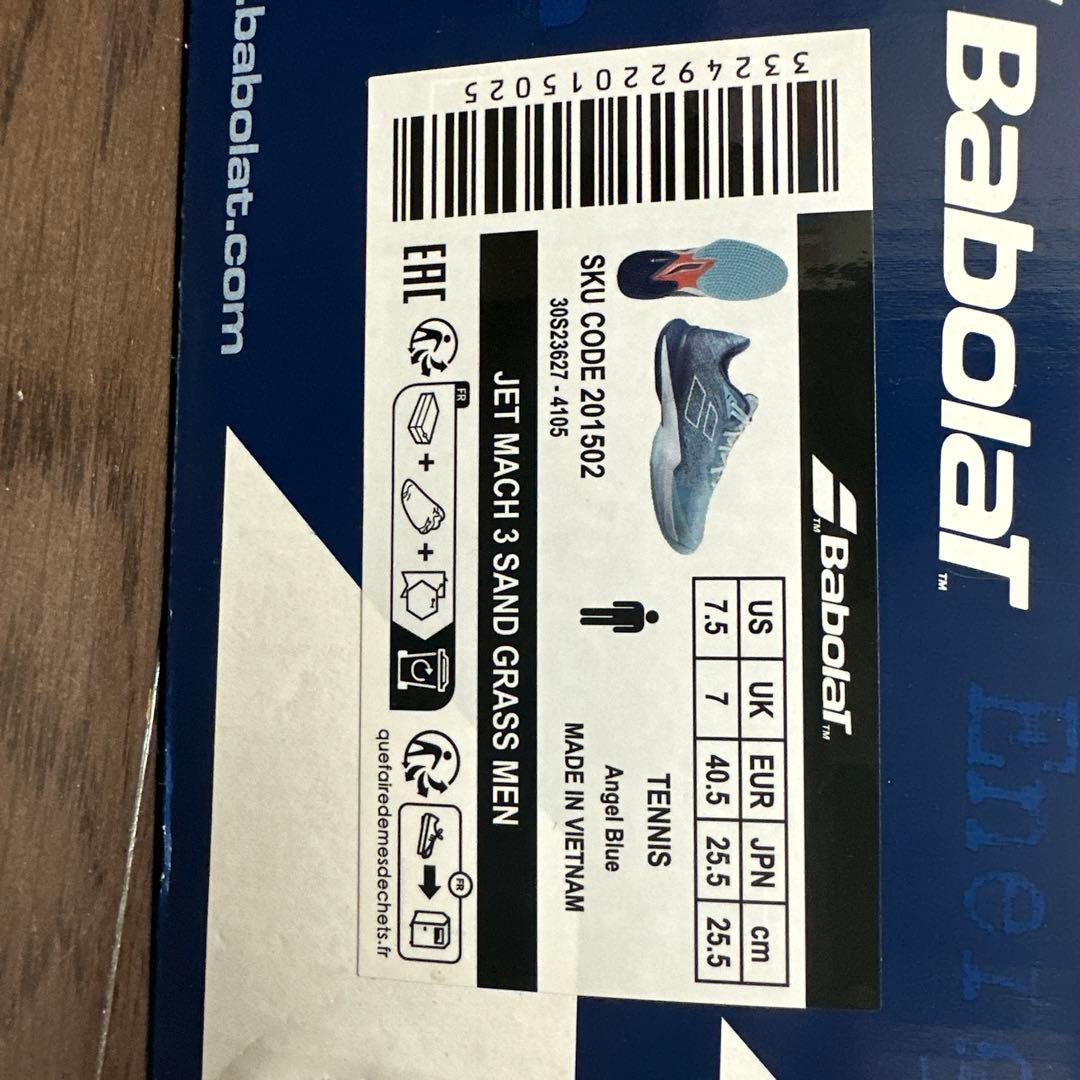 Babolat™
.babolat.com
Babolat™
US UK EUR JPN cm
7.5 7 40.5 25.5 25.5
TENNIS
Angel Blue
MADE IN VIETNAM
SKU CODE 201502
30S23627 - 4105
JET MACH 3 SAND GRASS MEN
3324922015025
EAC
FR
+
+
FR
quefairedemesdechets.fr